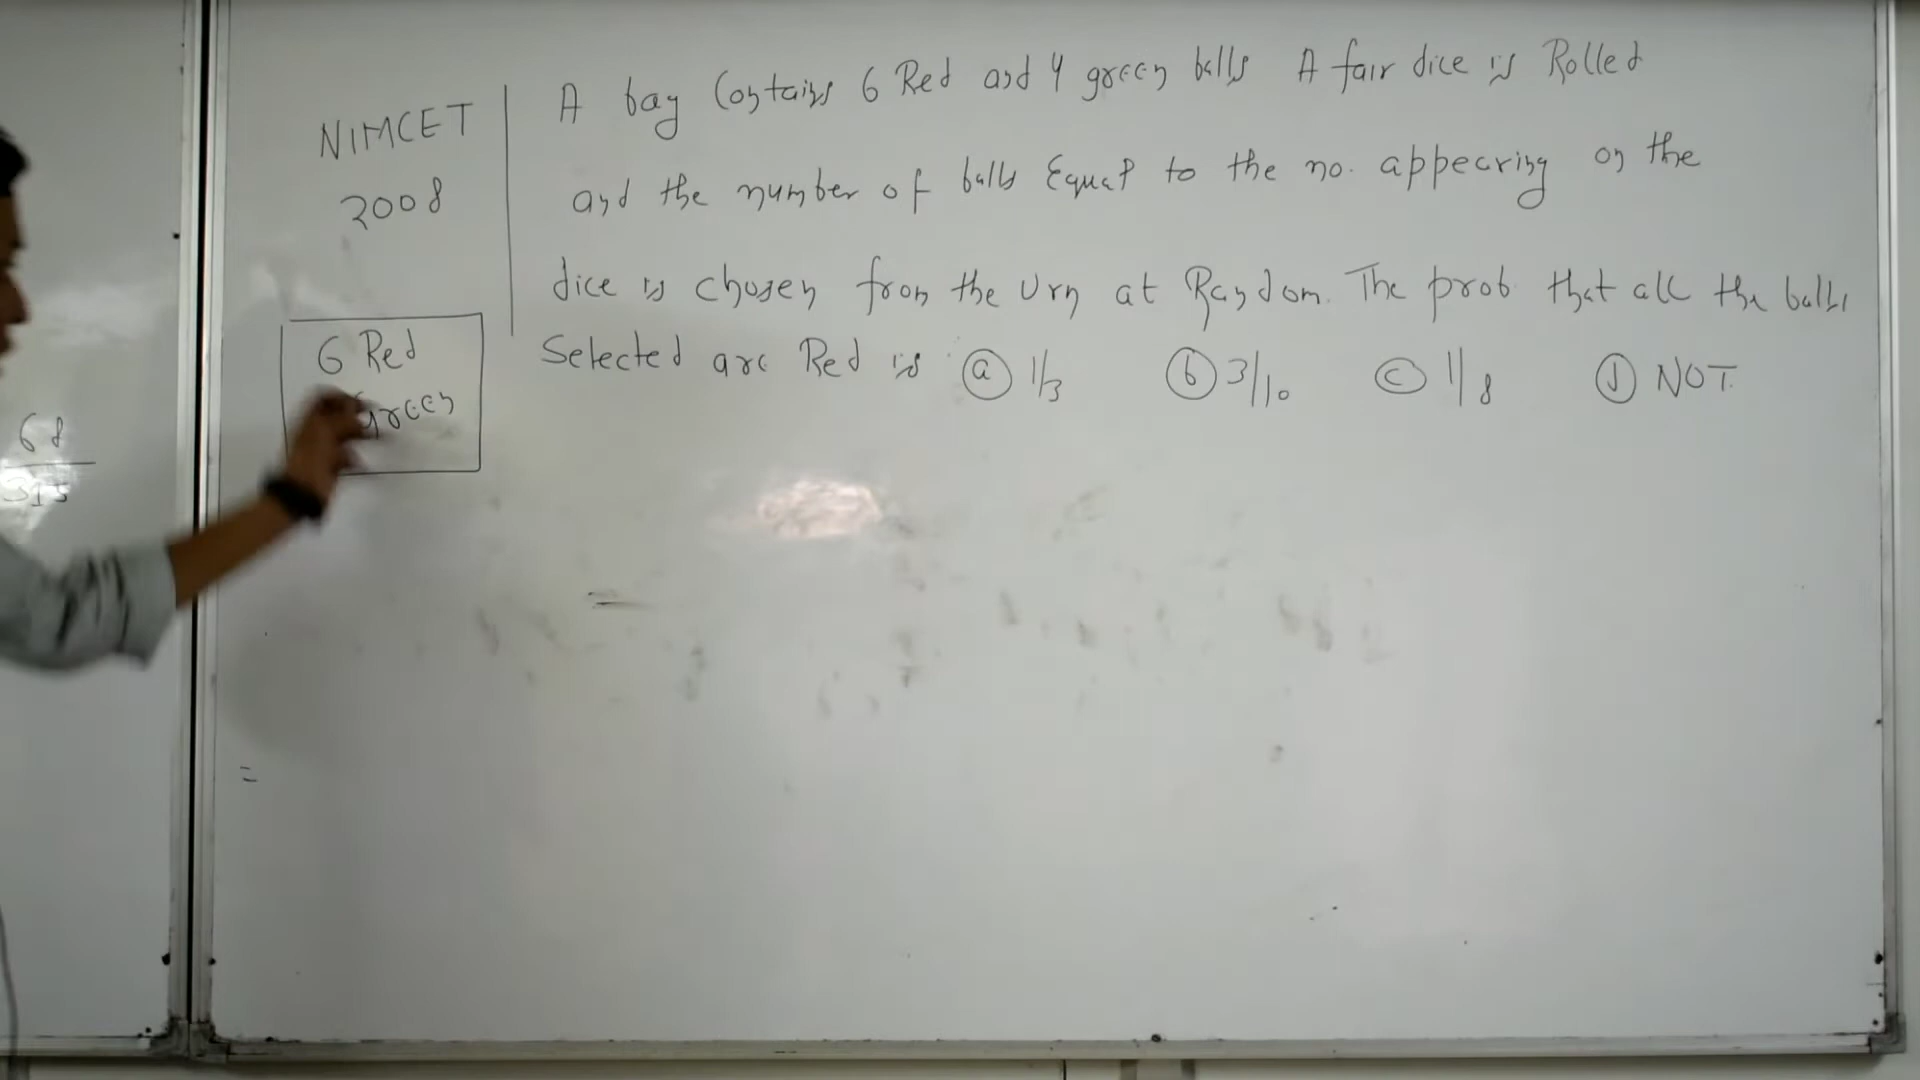 NIMCET
2008
A bag Contains 6 Red and 4 green balls A fair dice is Rolled
and the number of balls Equal to the no. appearing on the
dice is chosen from the Urn at Random. The prob that all the balls
Selected are Red is (a) 1/3 (b) 3/10 (c) 1/8 (d) NOT.
6 Red
Green
68
315
=
=